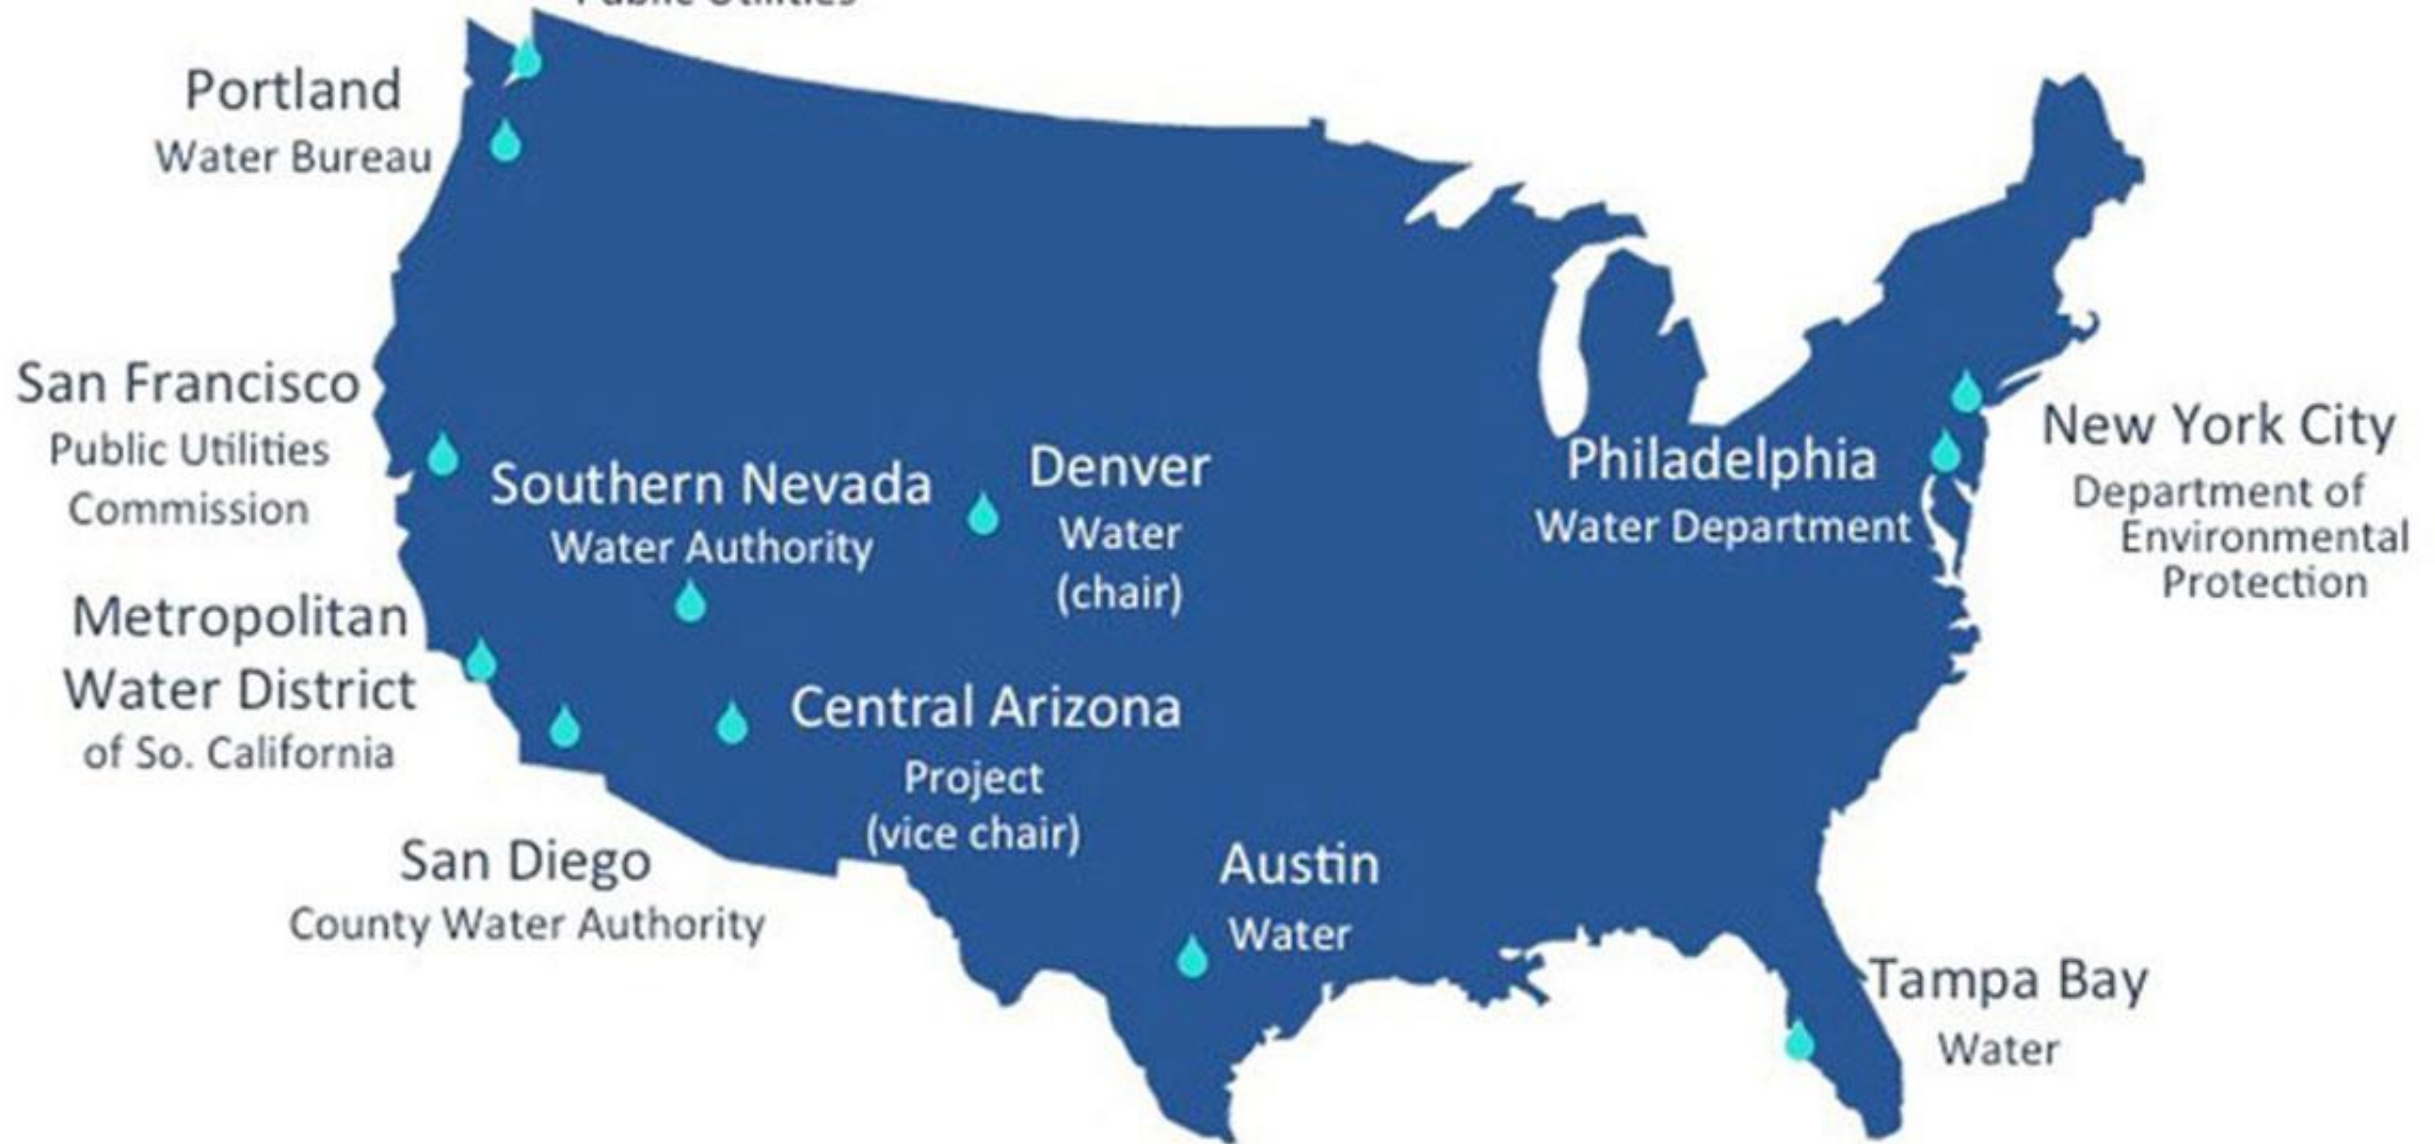 Public Utilities
Portland
Water Bureau
San Francisco
Public Utilities
Commission
Southern Nevada
Water Authority
Denver
Water
(chair)
Philadelphia
Water Department
New York City
Department of
Environmental
Protection
Metropolitan
Water District
of So. California
Central Arizona
Project
(vice chair)
San Diego
County Water Authority
Austin
Water
Tampa Bay
Water